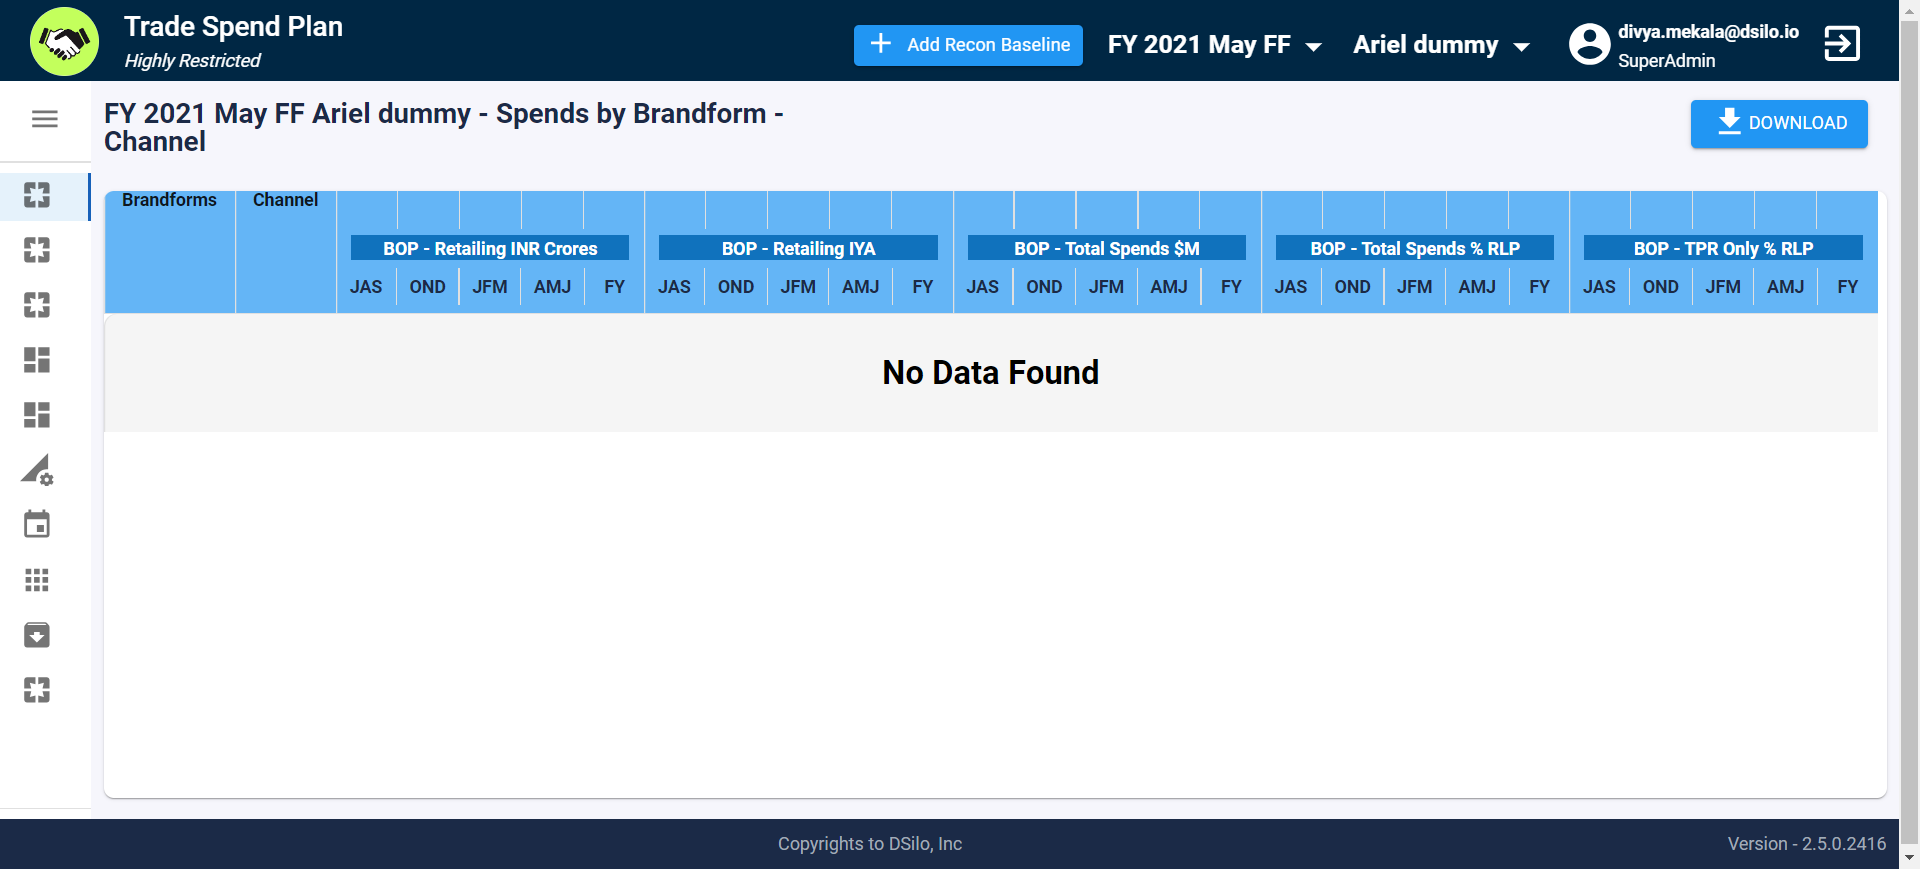 Trade Spend Plan
Highly Restricted
Add Recon Baseline
FY 2021 May FF
Ariel dummy
divya.mekala@dsilo.io
SuperAdmin
FY 2021 May FF Ariel dummy - Spends by Brandform -
Channel
DOWNLOAD
Brandforms Channel
BOP - Retailing INR Crores BOP - Retailing IYA BOP - Total Spends $M BOP - Total Spends % RLP BOP - TPR Only % RLP
JAS OND JFM AMJ FY JAS OND JFM AMJ FY JAS OND JFM AMJ FY JAS OND JFM AMJ FY JAS OND JFM AMJ FY
No Data Found
Copyrights to DSilo, Inc
Version - 2.5.0.2416